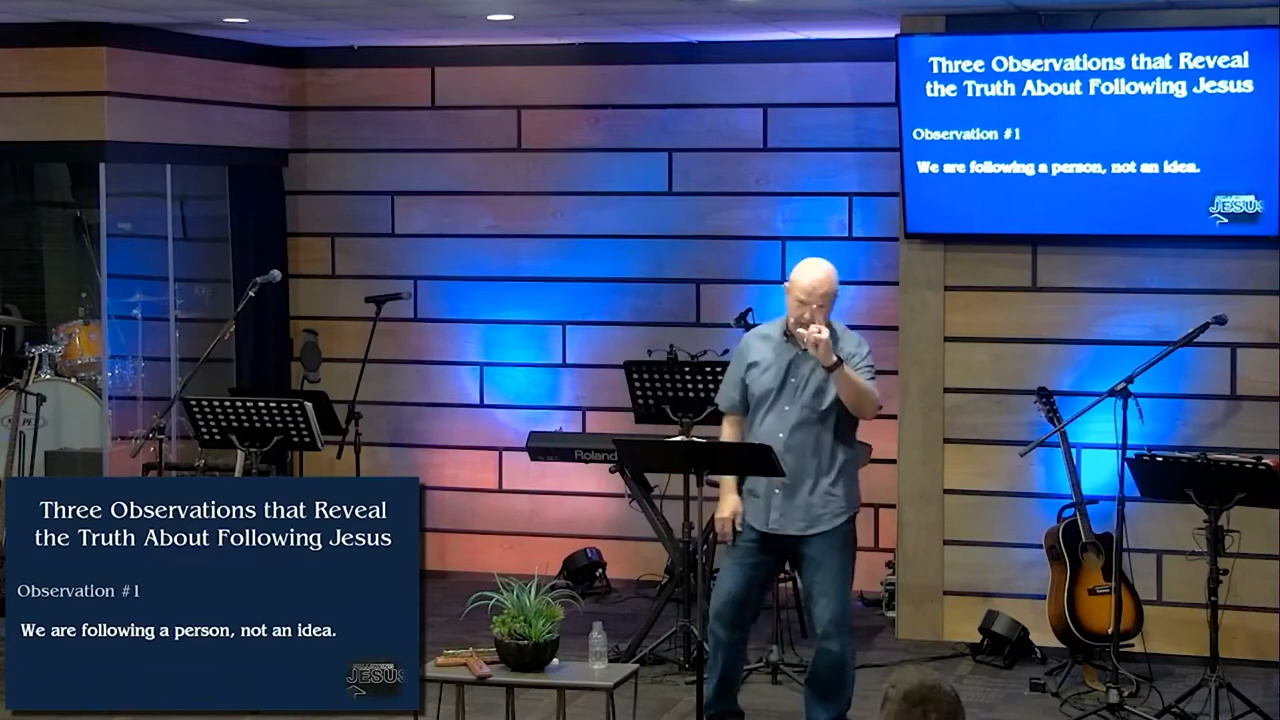 Three Observations that Reveal
the Truth About Following Jesus
Observation #1
We are following a person, not an idea.
JESUS
Roland
Three Observations that Reveal
the Truth About Following Jesus
Observation #1
We are following a person, not an idea.
FOLLOWING
JESUS